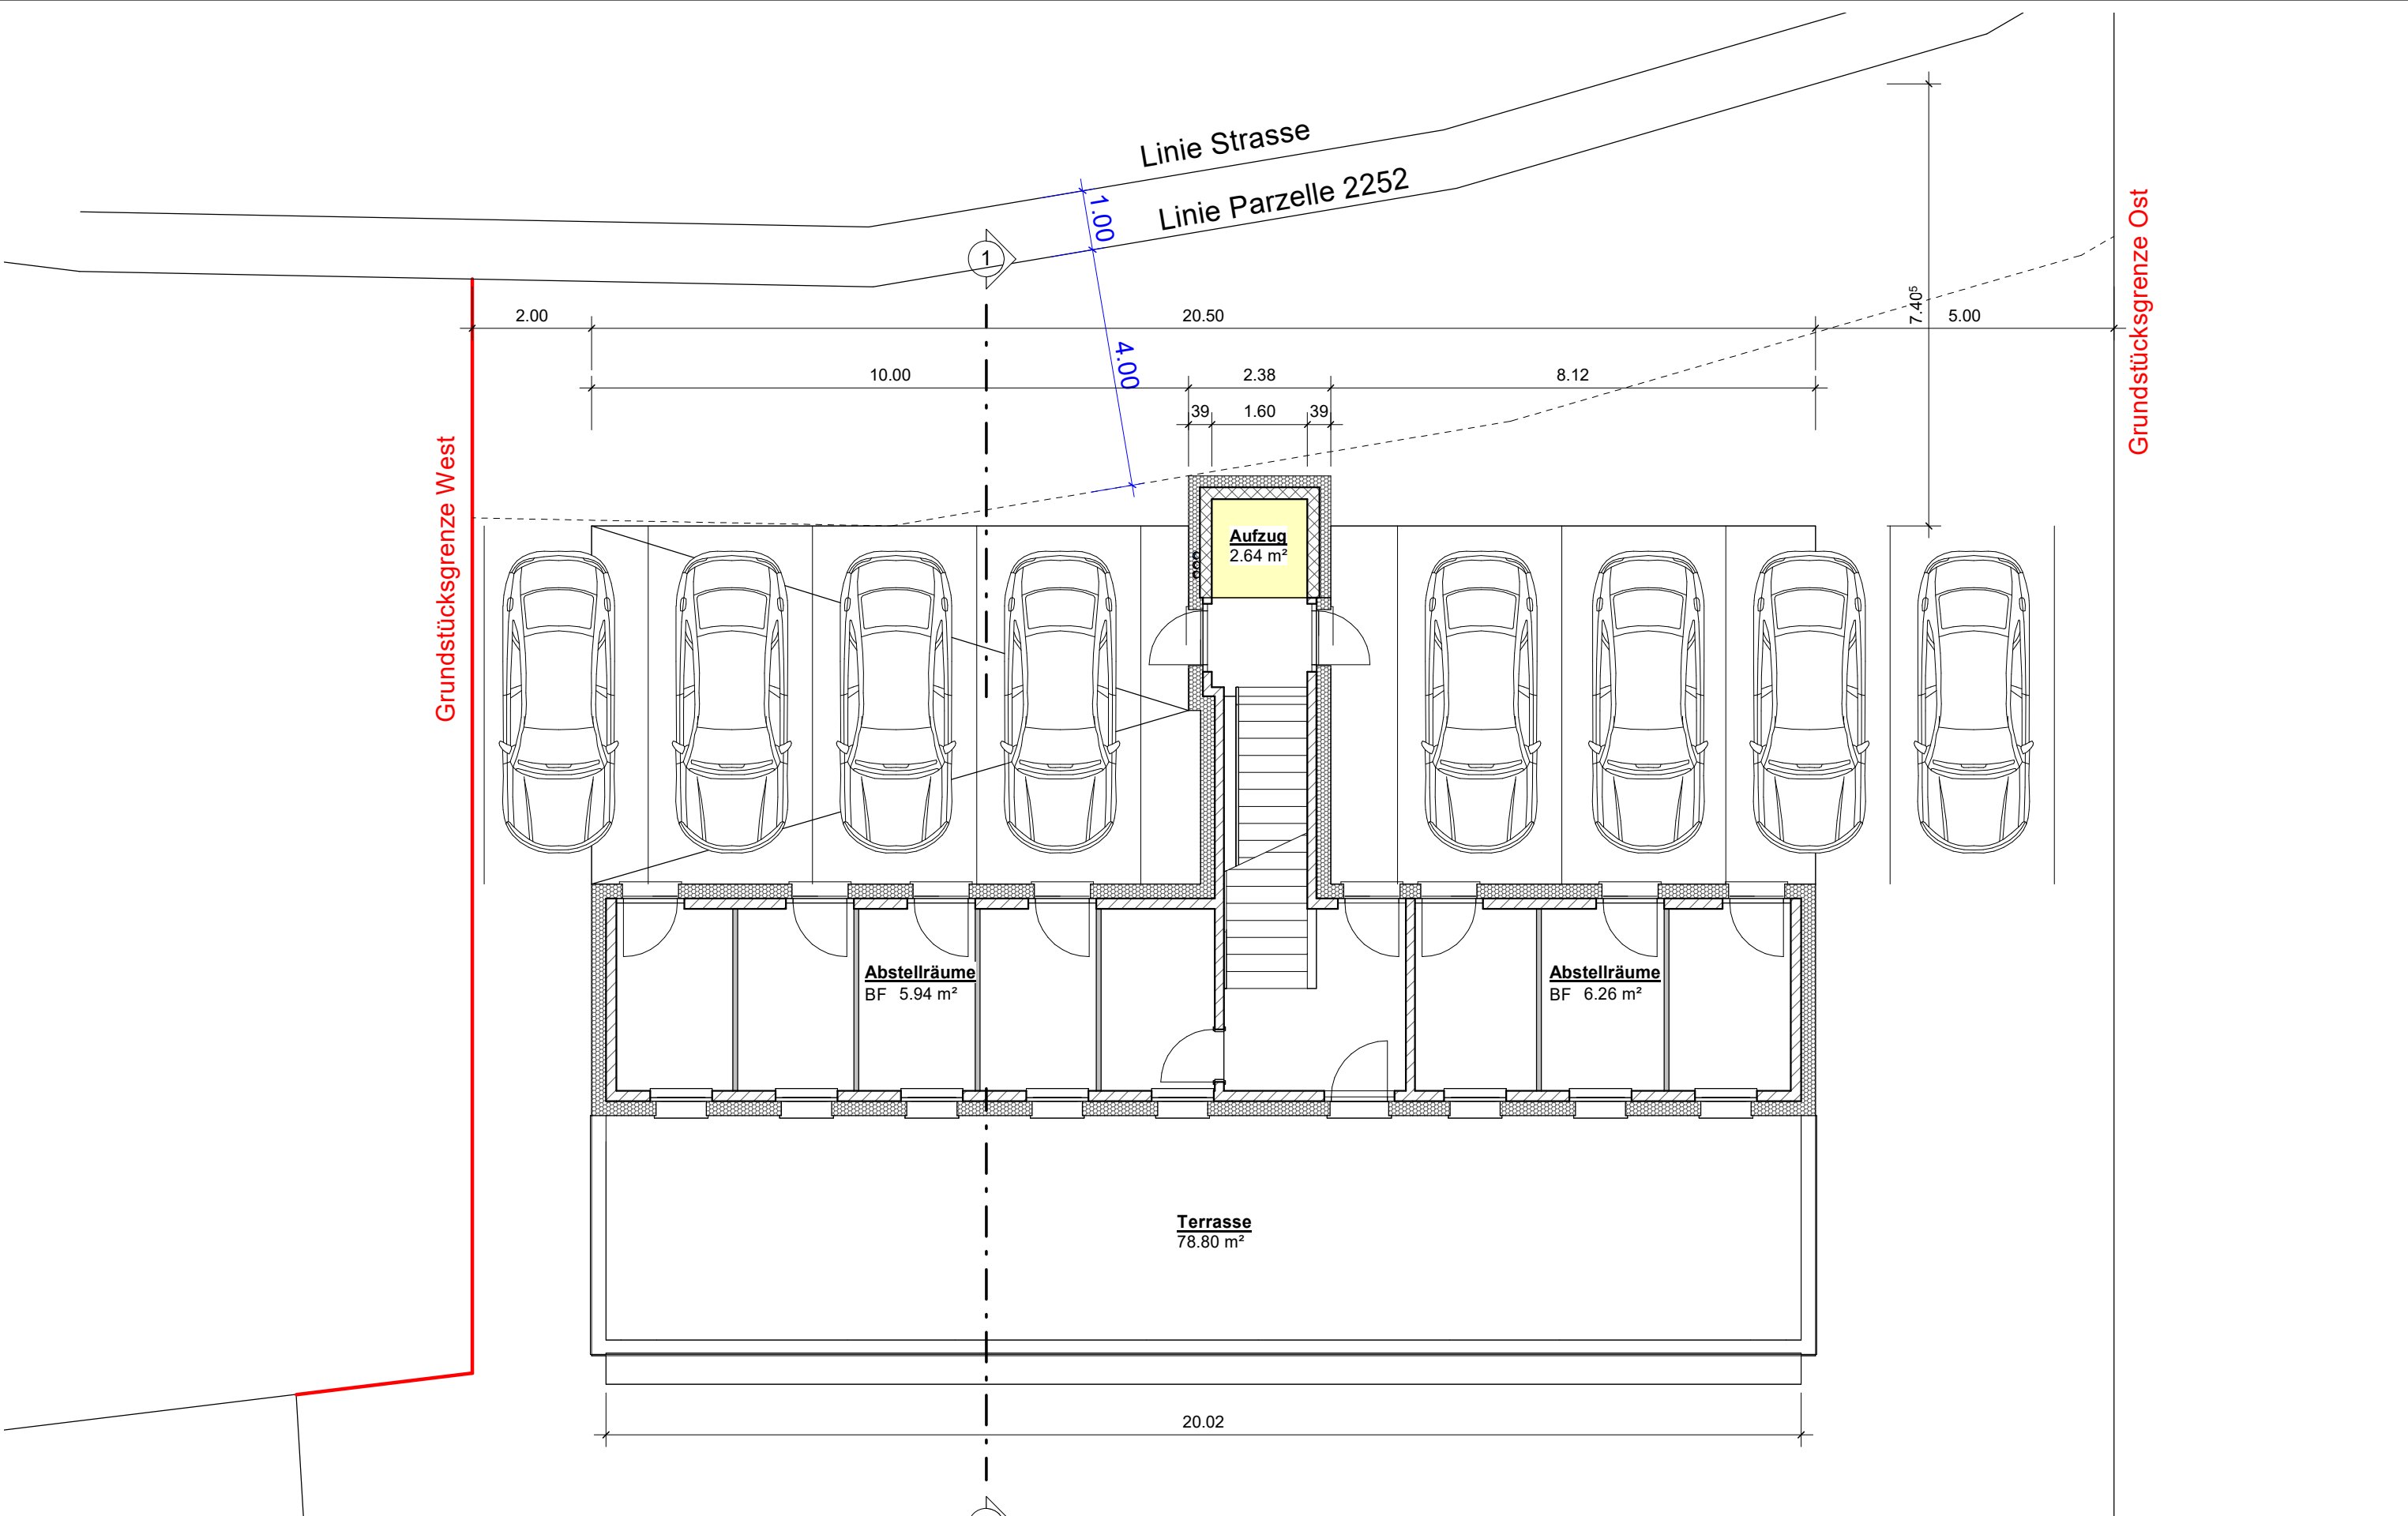 Linie Strasse
Linie Parzelle 2252
1.00
1
Grundstücksgrenze Ost
2.00
20.50
7.40⁵
5.00
4.00
10.00
2.38
8.12
39
1.60
39
Grundstücksgrenze West
Aufzug
2.64 m²
Abstellräume
BF 5.94 m²
Abstellräume
BF 6.26 m²
Terrasse
78.80 m²
20.02